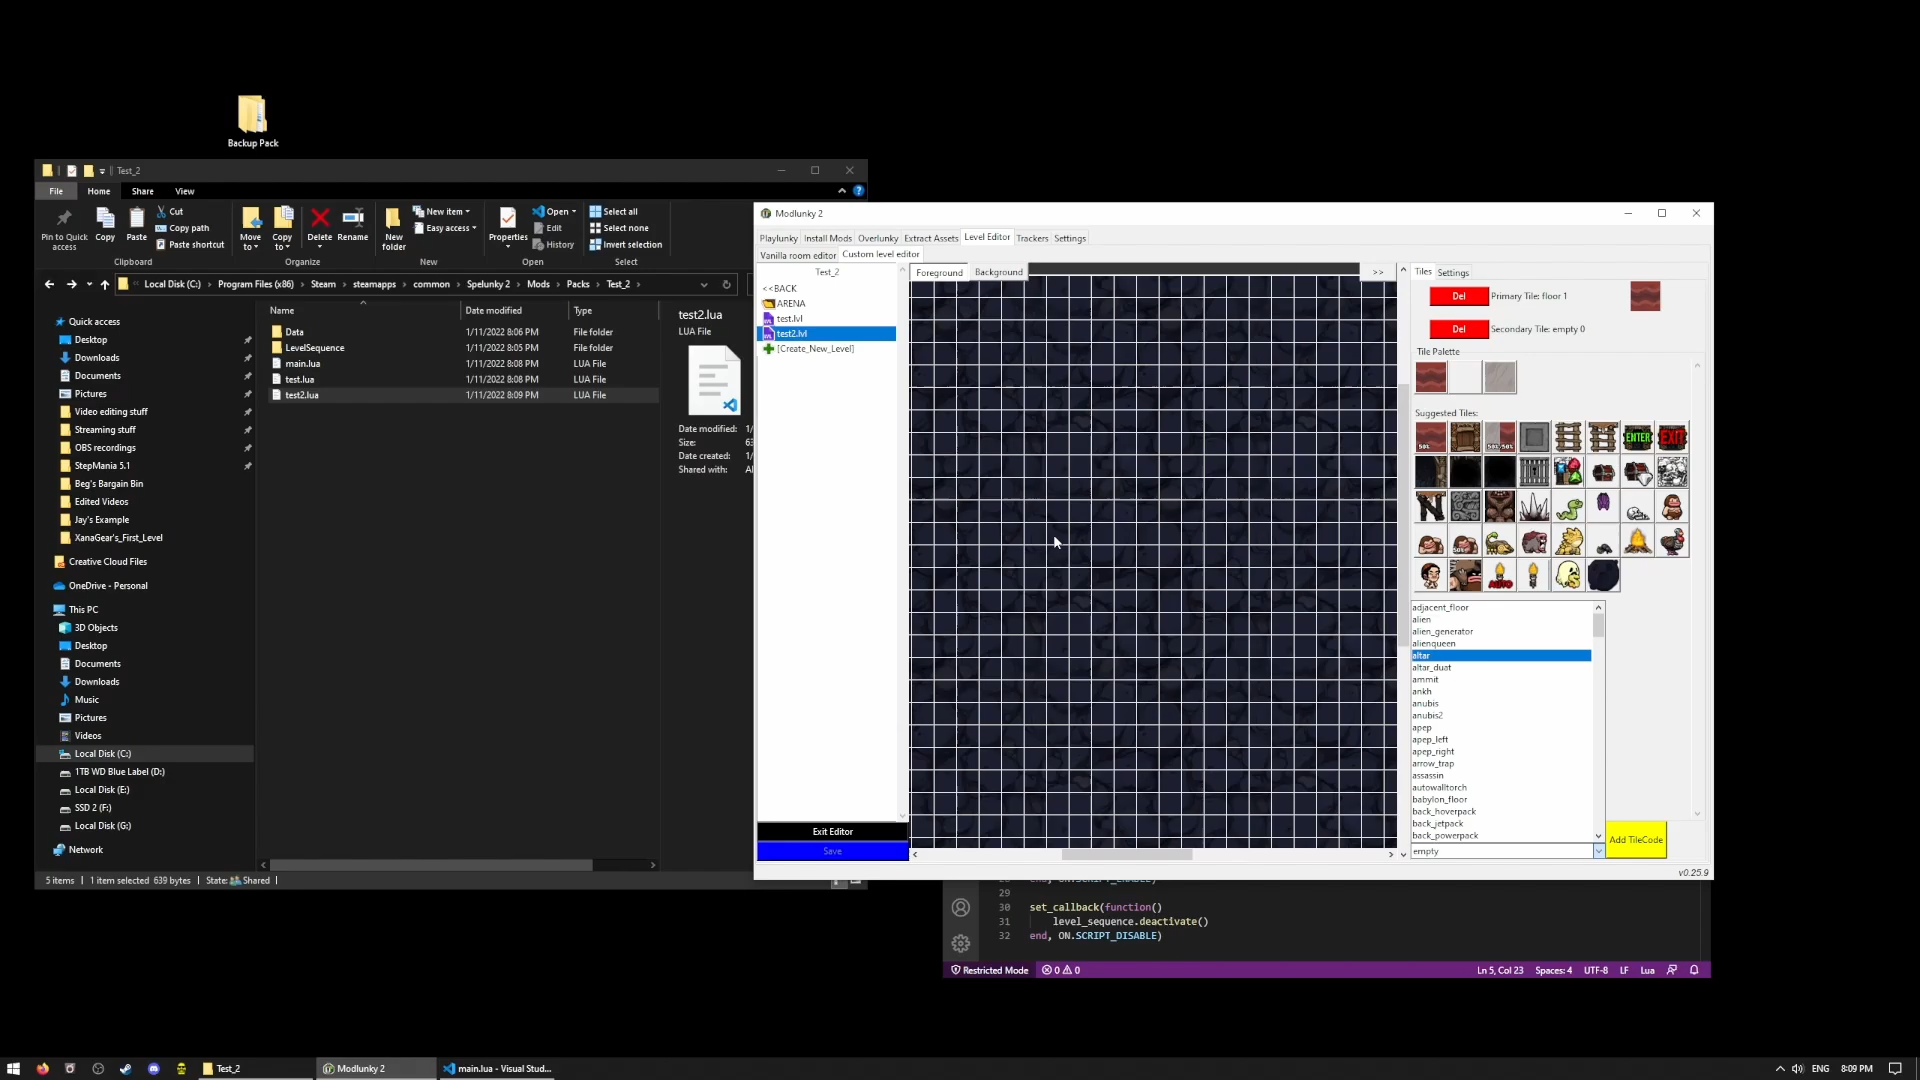 Backup Pack
Test_2
File
Home
Share
View
Pin to Quick access
Copy
Paste
Cut
Copy path
Paste shortcut
Clipboard
Move to
Copy to
Delete
Rename
Organize
New folder
New item
Easy access
New
Properties
Open
Edit
History
Open
Select all
Select none
Invert selection
Select
Local Disk (C:) > Program Files (x86) > Steam > steamapps > common > Spelunky 2 > Mods > Packs > Test_2 >
Quick access
Desktop
Downloads
Documents
Pictures
Video editing stuff
Streaming stuff
OBS recordings
StepMania 5.1
Beg's Bargain Bin
Edited Videos
Jay's Example
XanaGear's_First_Level
Creative Cloud Files
OneDrive - Personal
This PC
3D Objects
Desktop
Documents
Downloads
Music
Pictures
Videos
Local Disk (C:)
1TB WD Blue Label (D:)
Local Disk (E:)
SSD 2 (F:)
Local Disk (G:)
Network
Name Date modified Type
Data 1/11/2022 8:06 PM File folder
LevelSequence 1/11/2022 8:05 PM File folder
main.lua 1/11/2022 8:08 PM LUA File
test.lua 1/11/2022 8:08 PM LUA File
test2.lua 1/11/2022 8:09 PM LUA File
test2.lua
LUA File
Date modified: 1/
Size: 63
Date created: 1/
Shared with: Al
5 items | 1 item selected 639 bytes | State: Shared |
Modlunky 2
Playlunky Install Mods Overlunky Extract Assets Level Editor Trackers Settings
Vanilla room editor Custom level editor
Test_2
<<BACK
ARENA
test.lvl
test2.lvl
[Create_New_Level]
Exit Editor
Save
Foreground Background
>>
Tiles Settings
Del Primary Tile: floor 1
Del Secondary Tile: empty 0
Tile Palette
Suggested Tiles:
50%
50%/50%
ENTER
EXIT
50%
AUTO
adjacent_floor
alien
alien_generator
alienqueen
altar
altar_duat
ammit
ankh
anubis
anubis2
apep
apep_left
apep_right
arrow_trap
assassin
autowalltorch
babylon_floor
back_hoverpack
back_jetpack
back_powerpack
empty
Add TileCode
v0.25.9
29
30 set_callback(function()
31 level_sequence.deactivate()
32 end, ON.SCRIPT_DISABLE)
Restricted Mode 0 0
Ln 5, Col 23 Spaces: 4 UTF-8 LF Lua
Test_2
Modlunky 2
main.lua - Visual Stud...
ENG 8:09 PM